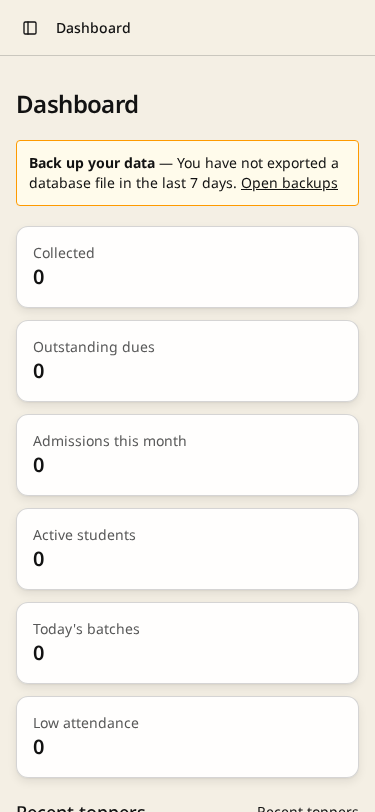 Dashboard
Dashboard
Back up your data — You have not exported a
database file in the last 7 days. Open backups
Collected
0
Outstanding dues
0
Admissions this month
0
Active students
0
Today's batches
0
Low attendance
0
Recent toppers Recent toppers